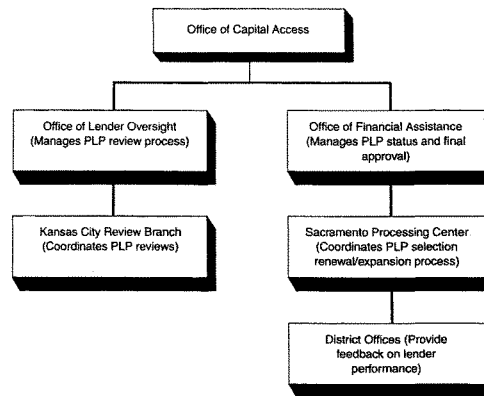 Office of Capital Access
Office of Lender Oversight
(Manages PLP review process)
Office of Financial Assistance
(Manages PLP status and final
approval)
Kansas City Review Branch
(Coordinates PLP reviews)
Sacramento Processing Center
(Coordinates PLP selection
renewal/expansion process)
District Offices (Provide
feedback on lender
performance)